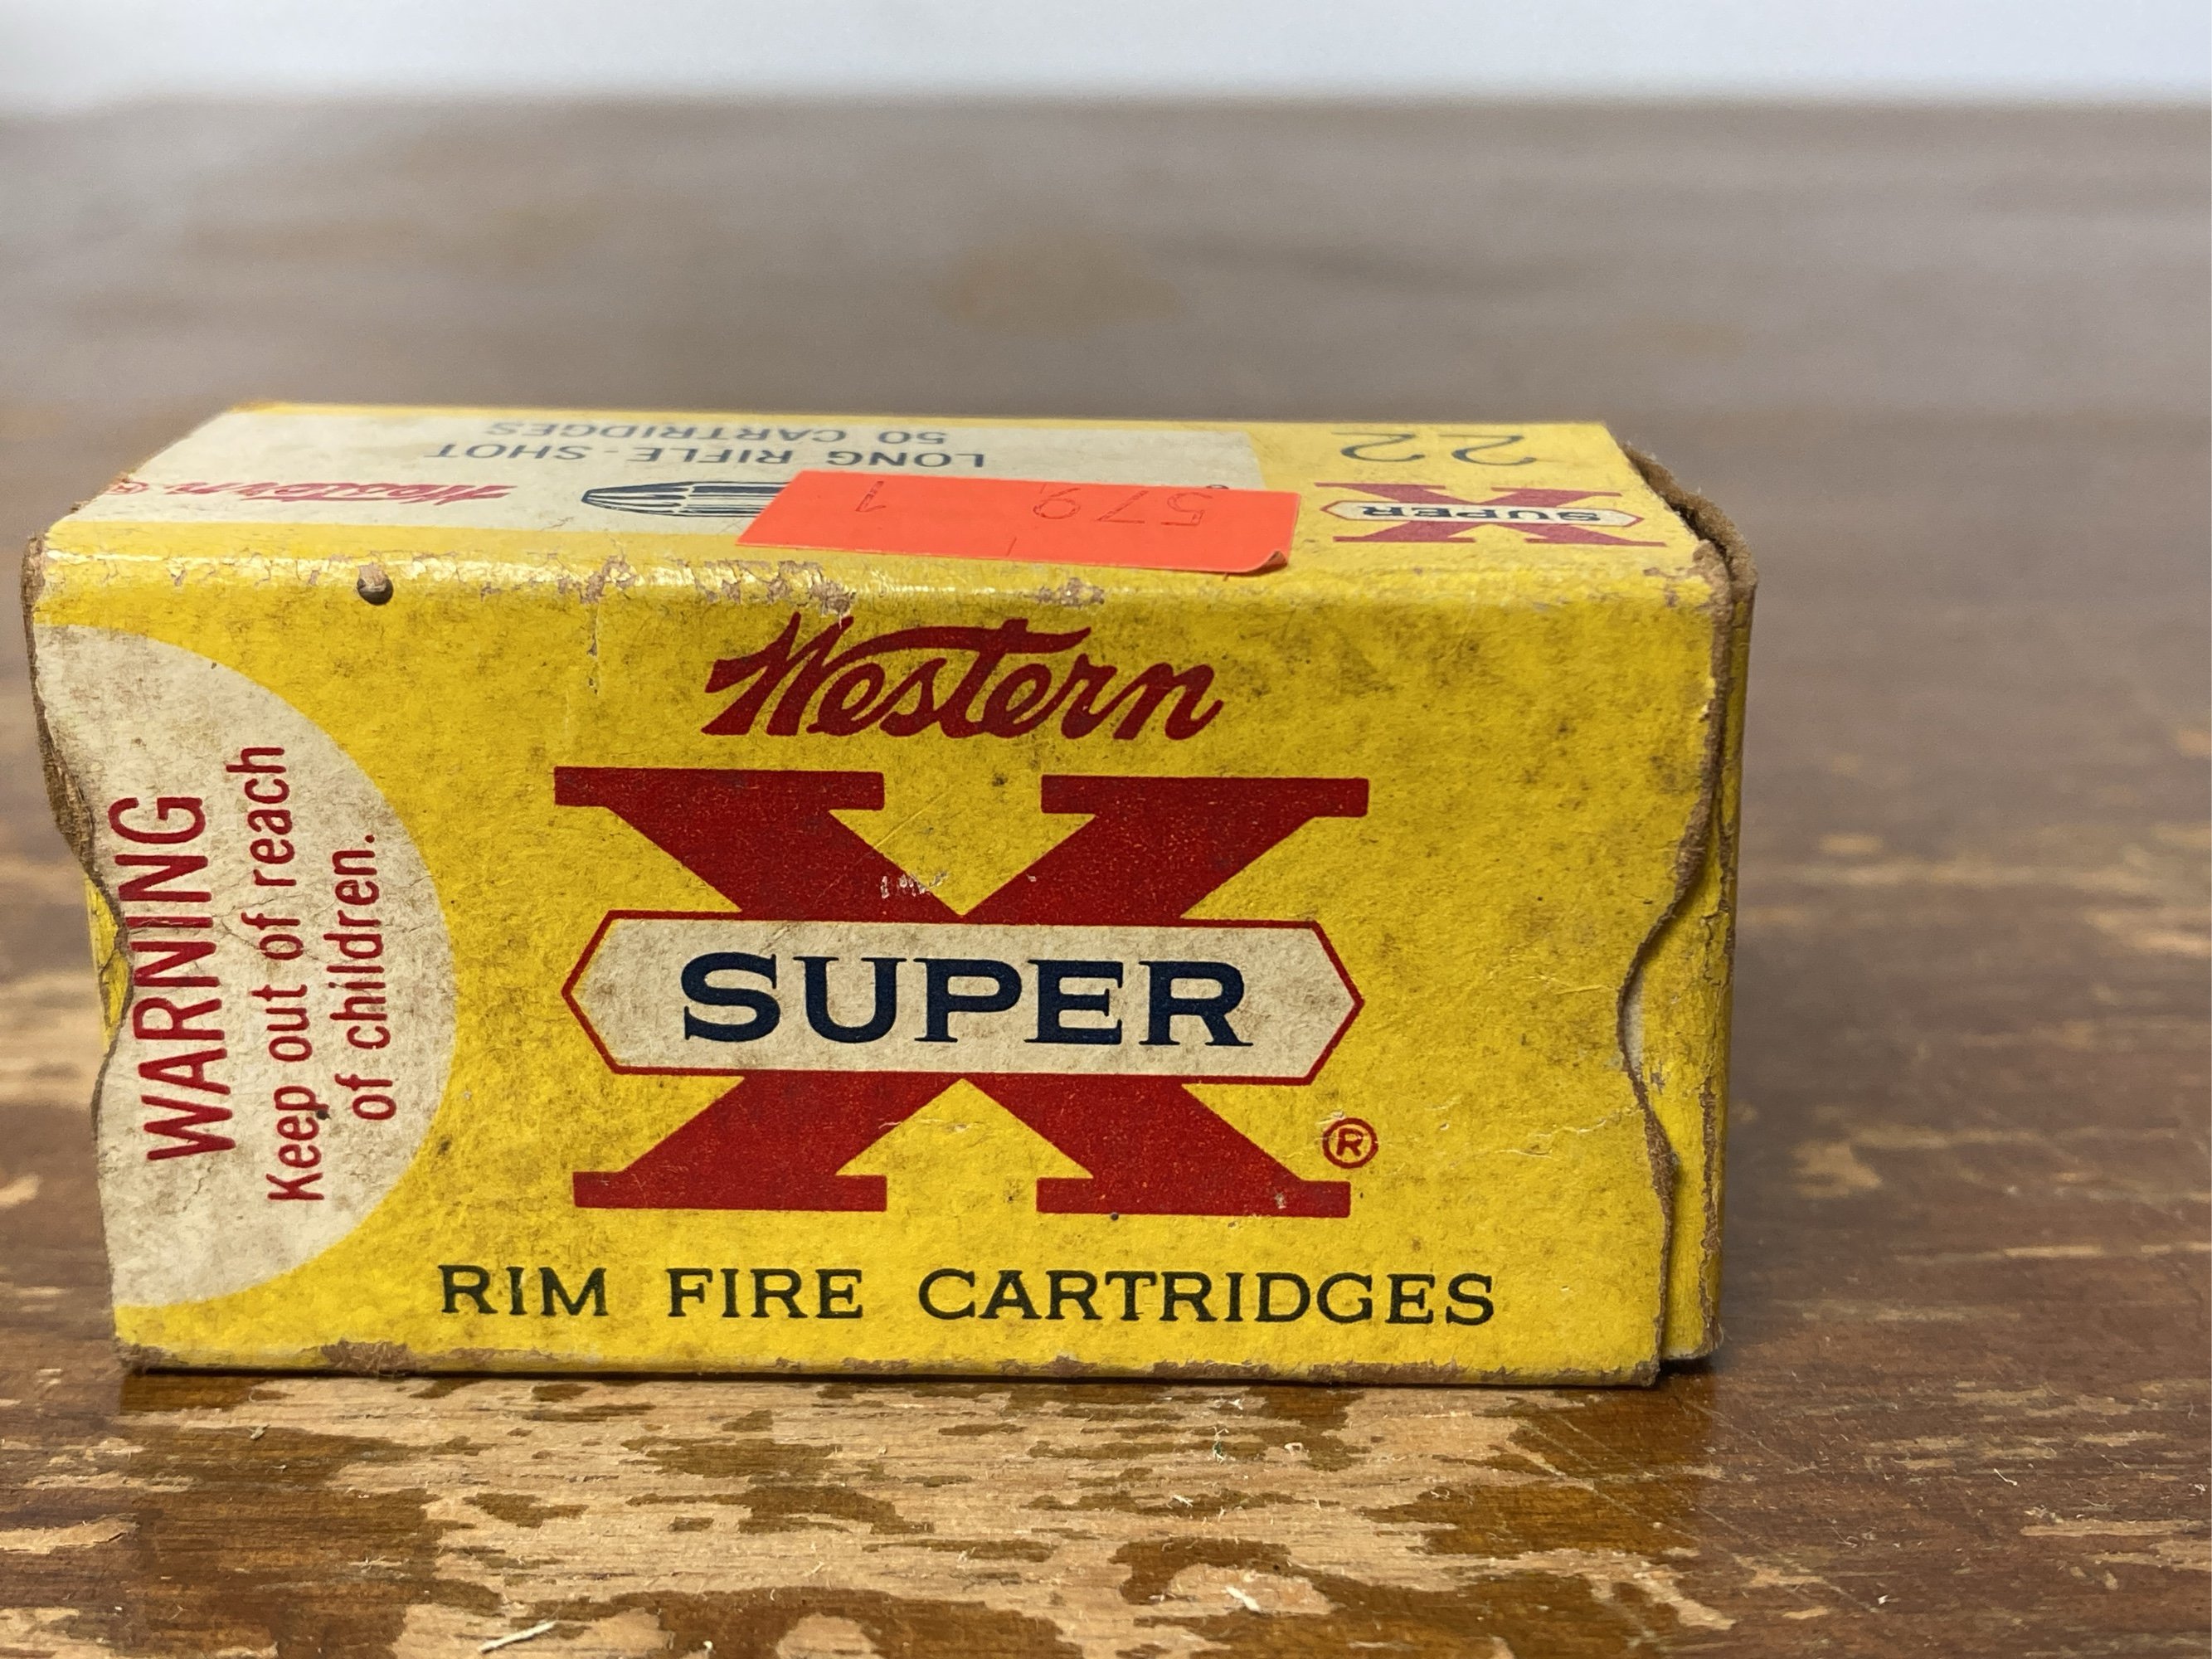 22
LONG RIFLE-SHOT
50 CARTRIDGES
SUPER X
Western®
579 1
Western
SUPER X ®
RIM FIRE CARTRIDGES
WARNING
Keep out of reach
of children.